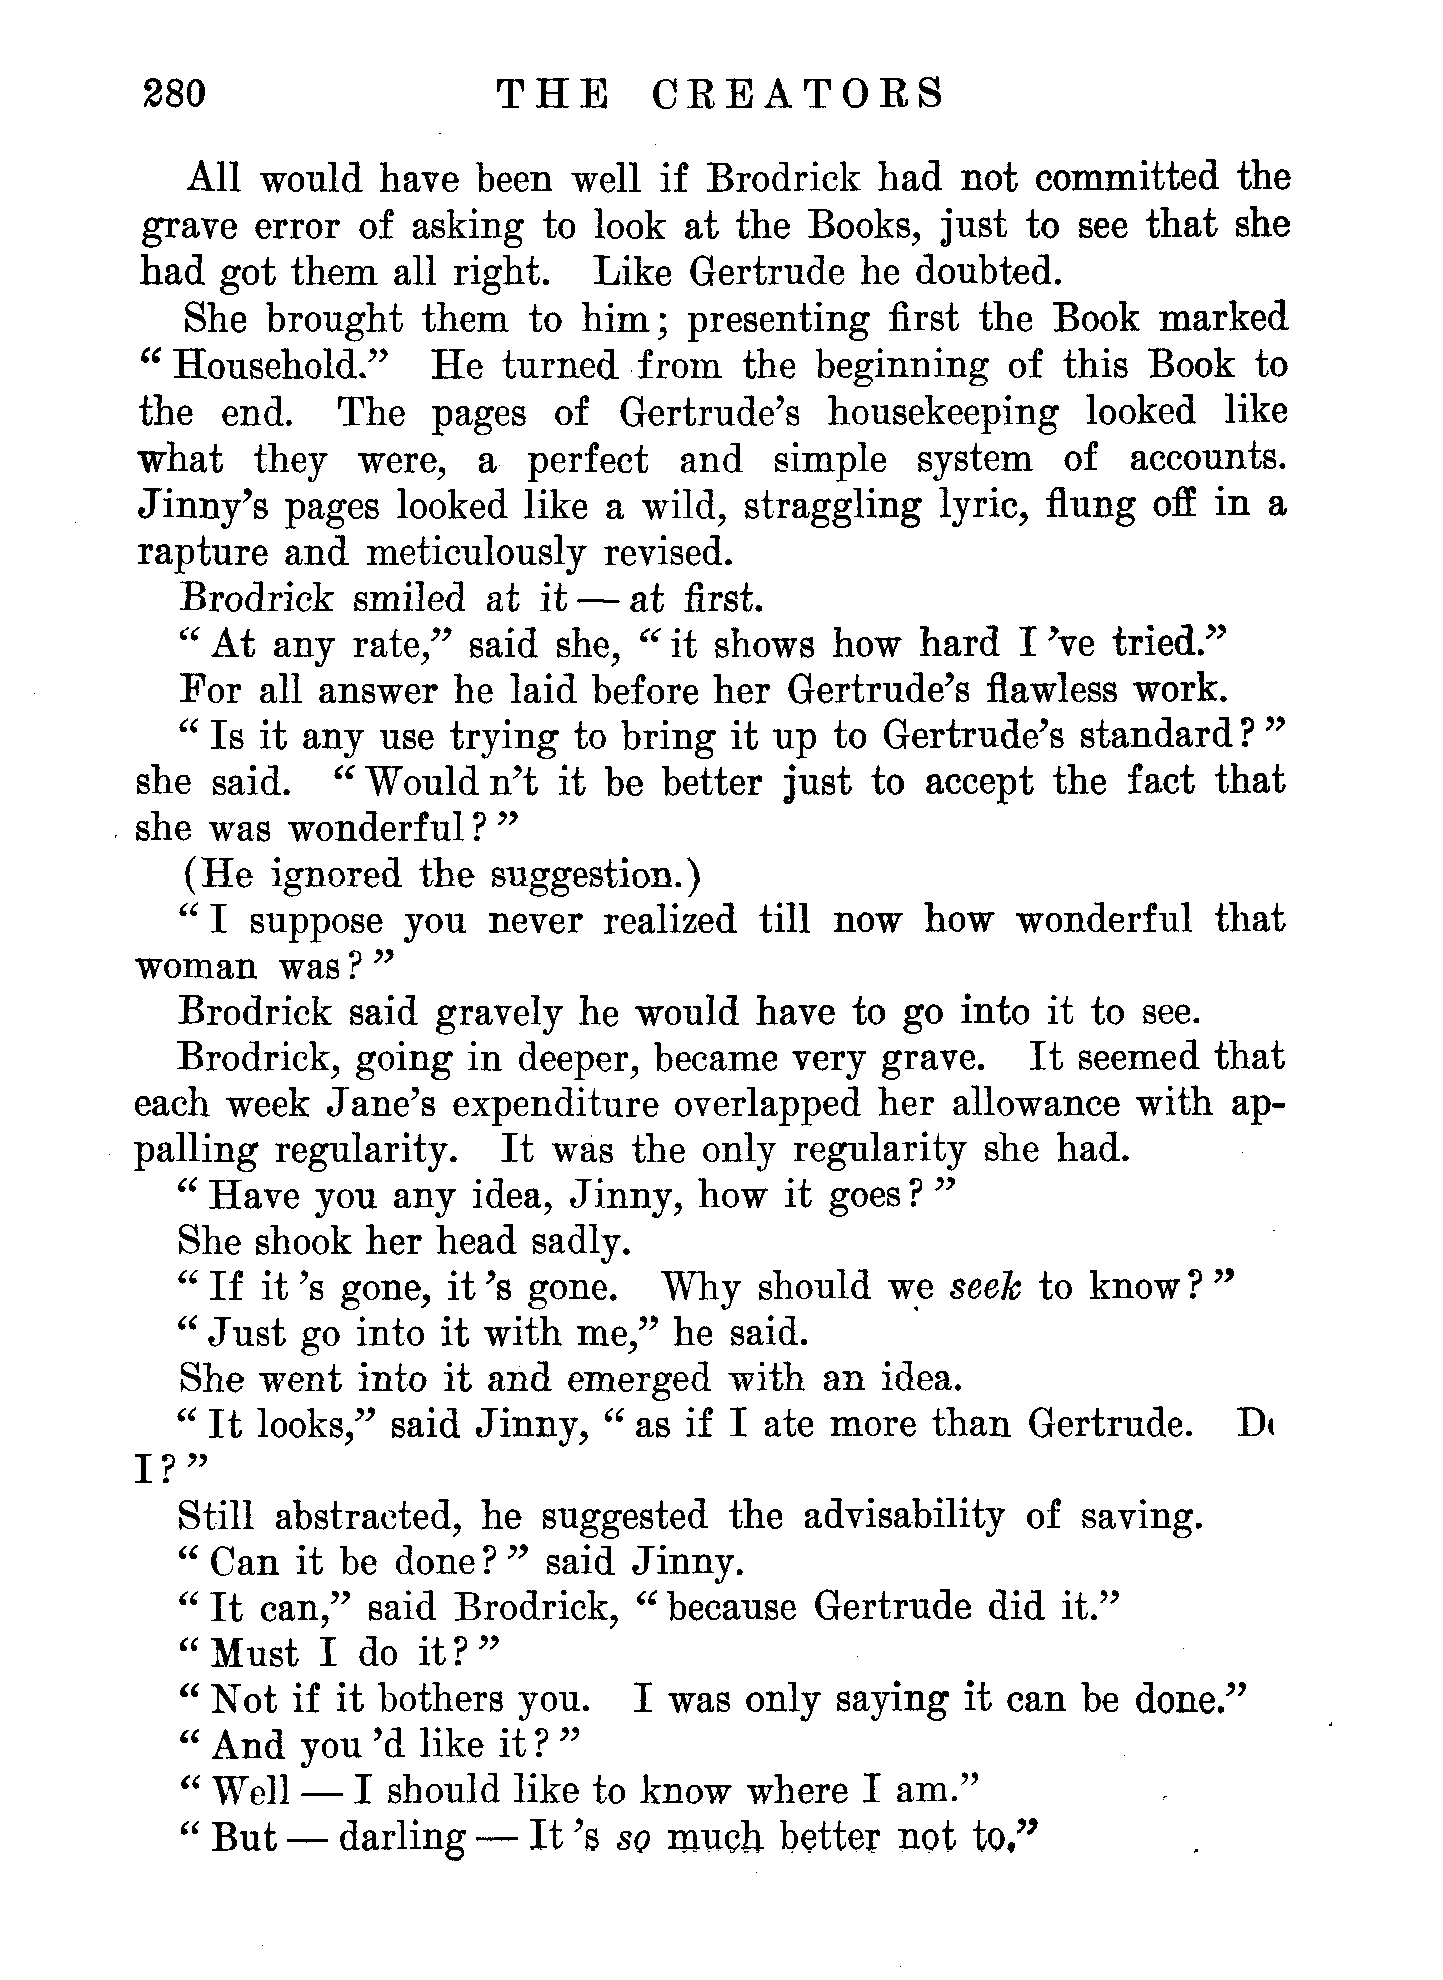 280 THE CREATORS
All would have been well if Brodrick had not committed the
grave error of asking to look at the Books, just to see that she
had got them all right. Like Gertrude he doubted.
She brought them to him; presenting first the Book marked
“Household.” He turned from the beginning of this Book to
the end. The pages of Gertrude’s housekeeping looked like
what they were, a perfect and simple system of accounts.
Jinny’s pages looked like a wild, straggling lyric, flung off in a
rapture and meticulously revised.
Brodrick smiled at it — at first.
“At any rate,” said she, “it shows how hard I ’ve tried.”
For all answer he laid before her Gertrude’s flawless work.
“Is it any use trying to bring it up to Gertrude’s standard?”
she said. “Would n’t it be better just to accept the fact that
she was wonderful?”
(He ignored the suggestion.)
“I suppose you never realized till now how wonderful that
woman was?”
Brodrick said gravely he would have to go into it to see.
Brodrick, going in deeper, became very grave. It seemed that
each week Jane’s expenditure overlapped her allowance with ap-
palling regularity. It was the only regularity she had.
“Have you any idea, Jinny, how it goes?”
She shook her head sadly.
“If it ’s gone, it ’s gone. Why should we seek to know?”
“Just go into it with me,” he said.
She went into it and emerged with an idea.
“It looks,” said Jinny, “as if I ate more than Gertrude. D
I?”
Still abstracted, he suggested the advisability of saving.
“Can it be done?” said Jinny.
“It can,” said Brodrick, “because Gertrude did it.”
“Must I do it?”
“Not if it bothers you. I was only saying it can be done.”
“And you ’d like it?”
“Well — I should like to know where I am.”
“But — darling — It ’s so much better not to.”